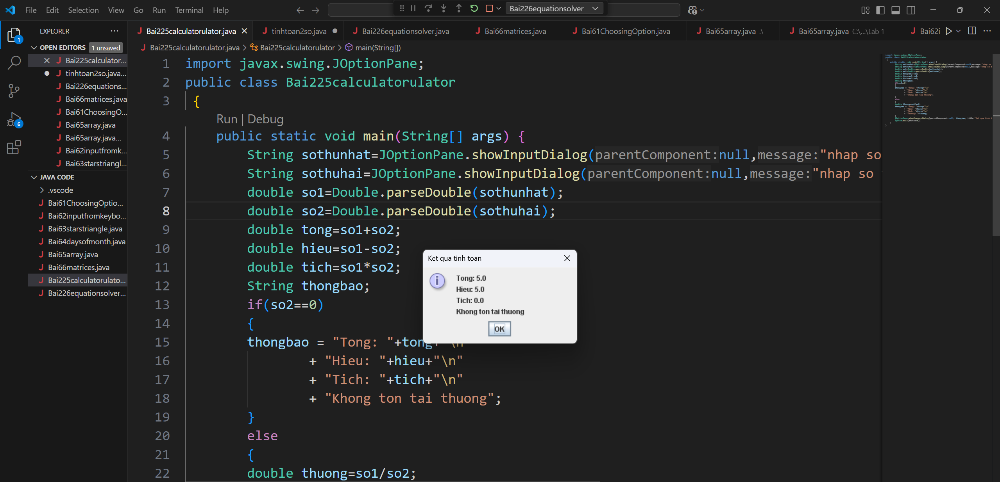 File Edit Selection View Go Run Terminal Help
Bai226equationsolver
EXPLORER
OPEN EDITORS 1 unsaved
Bai225calculator...
tinhtoan2so.java...
Bai226equations...
Bai66matrices.java
Bai61ChoosingO...
Bai65array.java
Bai65array.java...
Bai62inputfromk...
Bai63starstriangl...
JAVA CODE
.vscode
Bai61ChoosingOptio...
Bai62inputfromkeybo...
Bai63starstriangle.java
Bai64daysofmonth.java
Bai65array.java
Bai66matrices.java
Bai225calculatorulato...
Bai226equationsolver...
1
6
Bai225calculatorulator.java tinhtoan2so.java Bai226equationsolver.java Bai66matrices.java Bai61ChoosingOption.java Bai65array.java .\ Bai65array.java C:\...\Lab 1 Bai62i
Bai225calculatorulator.java > Bai225calculatorulator > main(String[])
1 import javax.swing.JOptionPane;
2 public class Bai225calculatorulator
3 {
Run | Debug
4 public static void main(String[] args) {
5 String sothunhat=JOptionPane.showInputDialog(parentComponent:null,message:"nhap so
6 String sothuhai=JOptionPane.showInputDialog(parentComponent:null,message:"nhap so
7 double so1=Double.parseDouble(sothunhat);
8 double so2=Double.parseDouble(sothuhai);
9 double tong=so1+so2;
10 double hieu=so1-so2;
11 double tich=so1*so2;
12 String thongbao;
13 if(so2==0)
14 {
15 thongbao = "Tong: "+tong+"\n"
16 + "Hieu: "+hieu+"\n"
17 + "Tich: "+tich+"\n"
18 + "Khong ton tai thuong";
19 }
20 else
21 {
22 double thuong=so1/so2;
Ket qua tinh toan
Tong: 5.0
Hieu: 5.0
Tich: 0.0
Khong ton tai thuong
OK